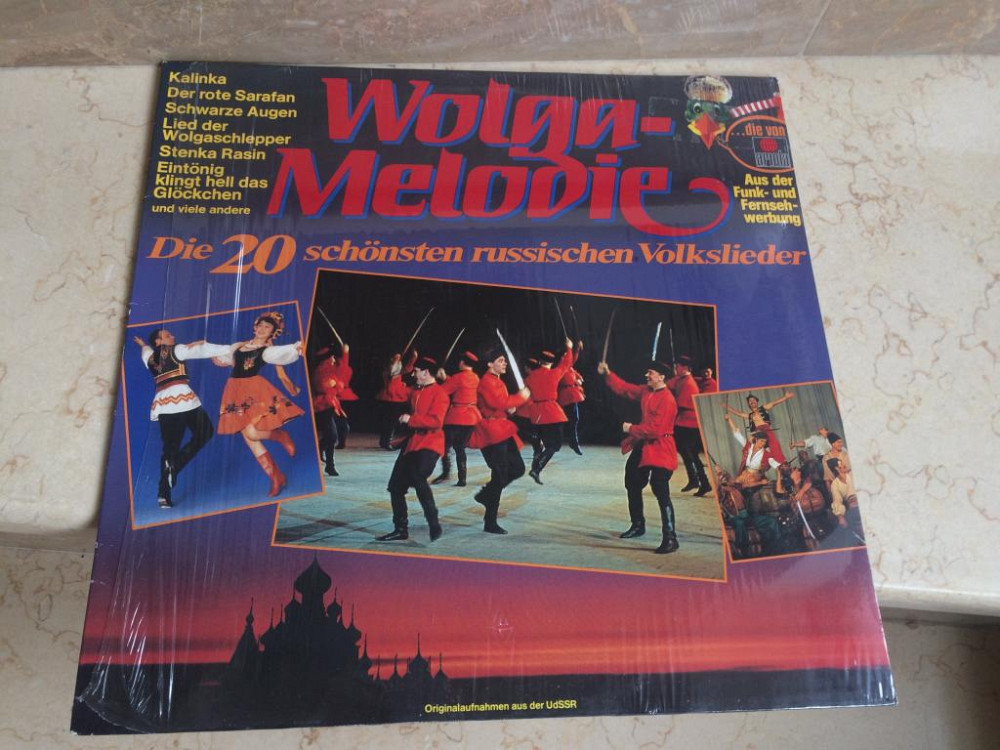 Kalinka
Der rote Sarafan
Schwarze Augen
Lied der
Wolgaschlepper
Stenka Rasin
Eintönig
klingt hell das
Glöckchen
und viele andere
Wolga-
Melodie
...die von
ariola
Aus der
Funk- und
Fernseh-
werbung
Die 20 schönsten russischen Volkslieder
Originalaufnahmen aus der UdSSR